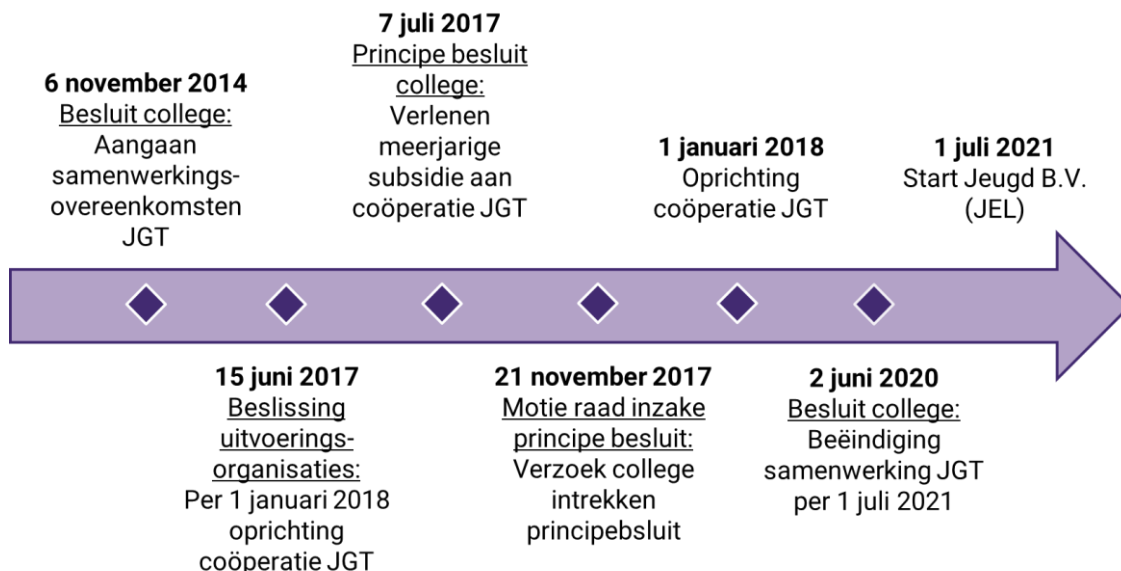 6 november 2014
Besluit college:
Aangaan
samenwerkings-
overeenkomsten
JGT
15 juni 2017
Beslissing
uitvoerings-
organisaties:
Per 1 januari 2018
oprichting
coöperatie JGT
7 juli 2017
Principe besluit
college:
Verlenen
meerjarige
subsidie aan
coöperatie JGT
21 november 2017
Motie raad inzake
principe besluit:
Verzoek college
intrekken
principebsluit
1 januari 2018
Oprichting
coöperatie JGT
2 juni 2020
Besluit college:
Beëindiging
samenwerking JGT
per 1 juli 2021
1 juli 2021
Start Jeugd B.V.
(JEL)